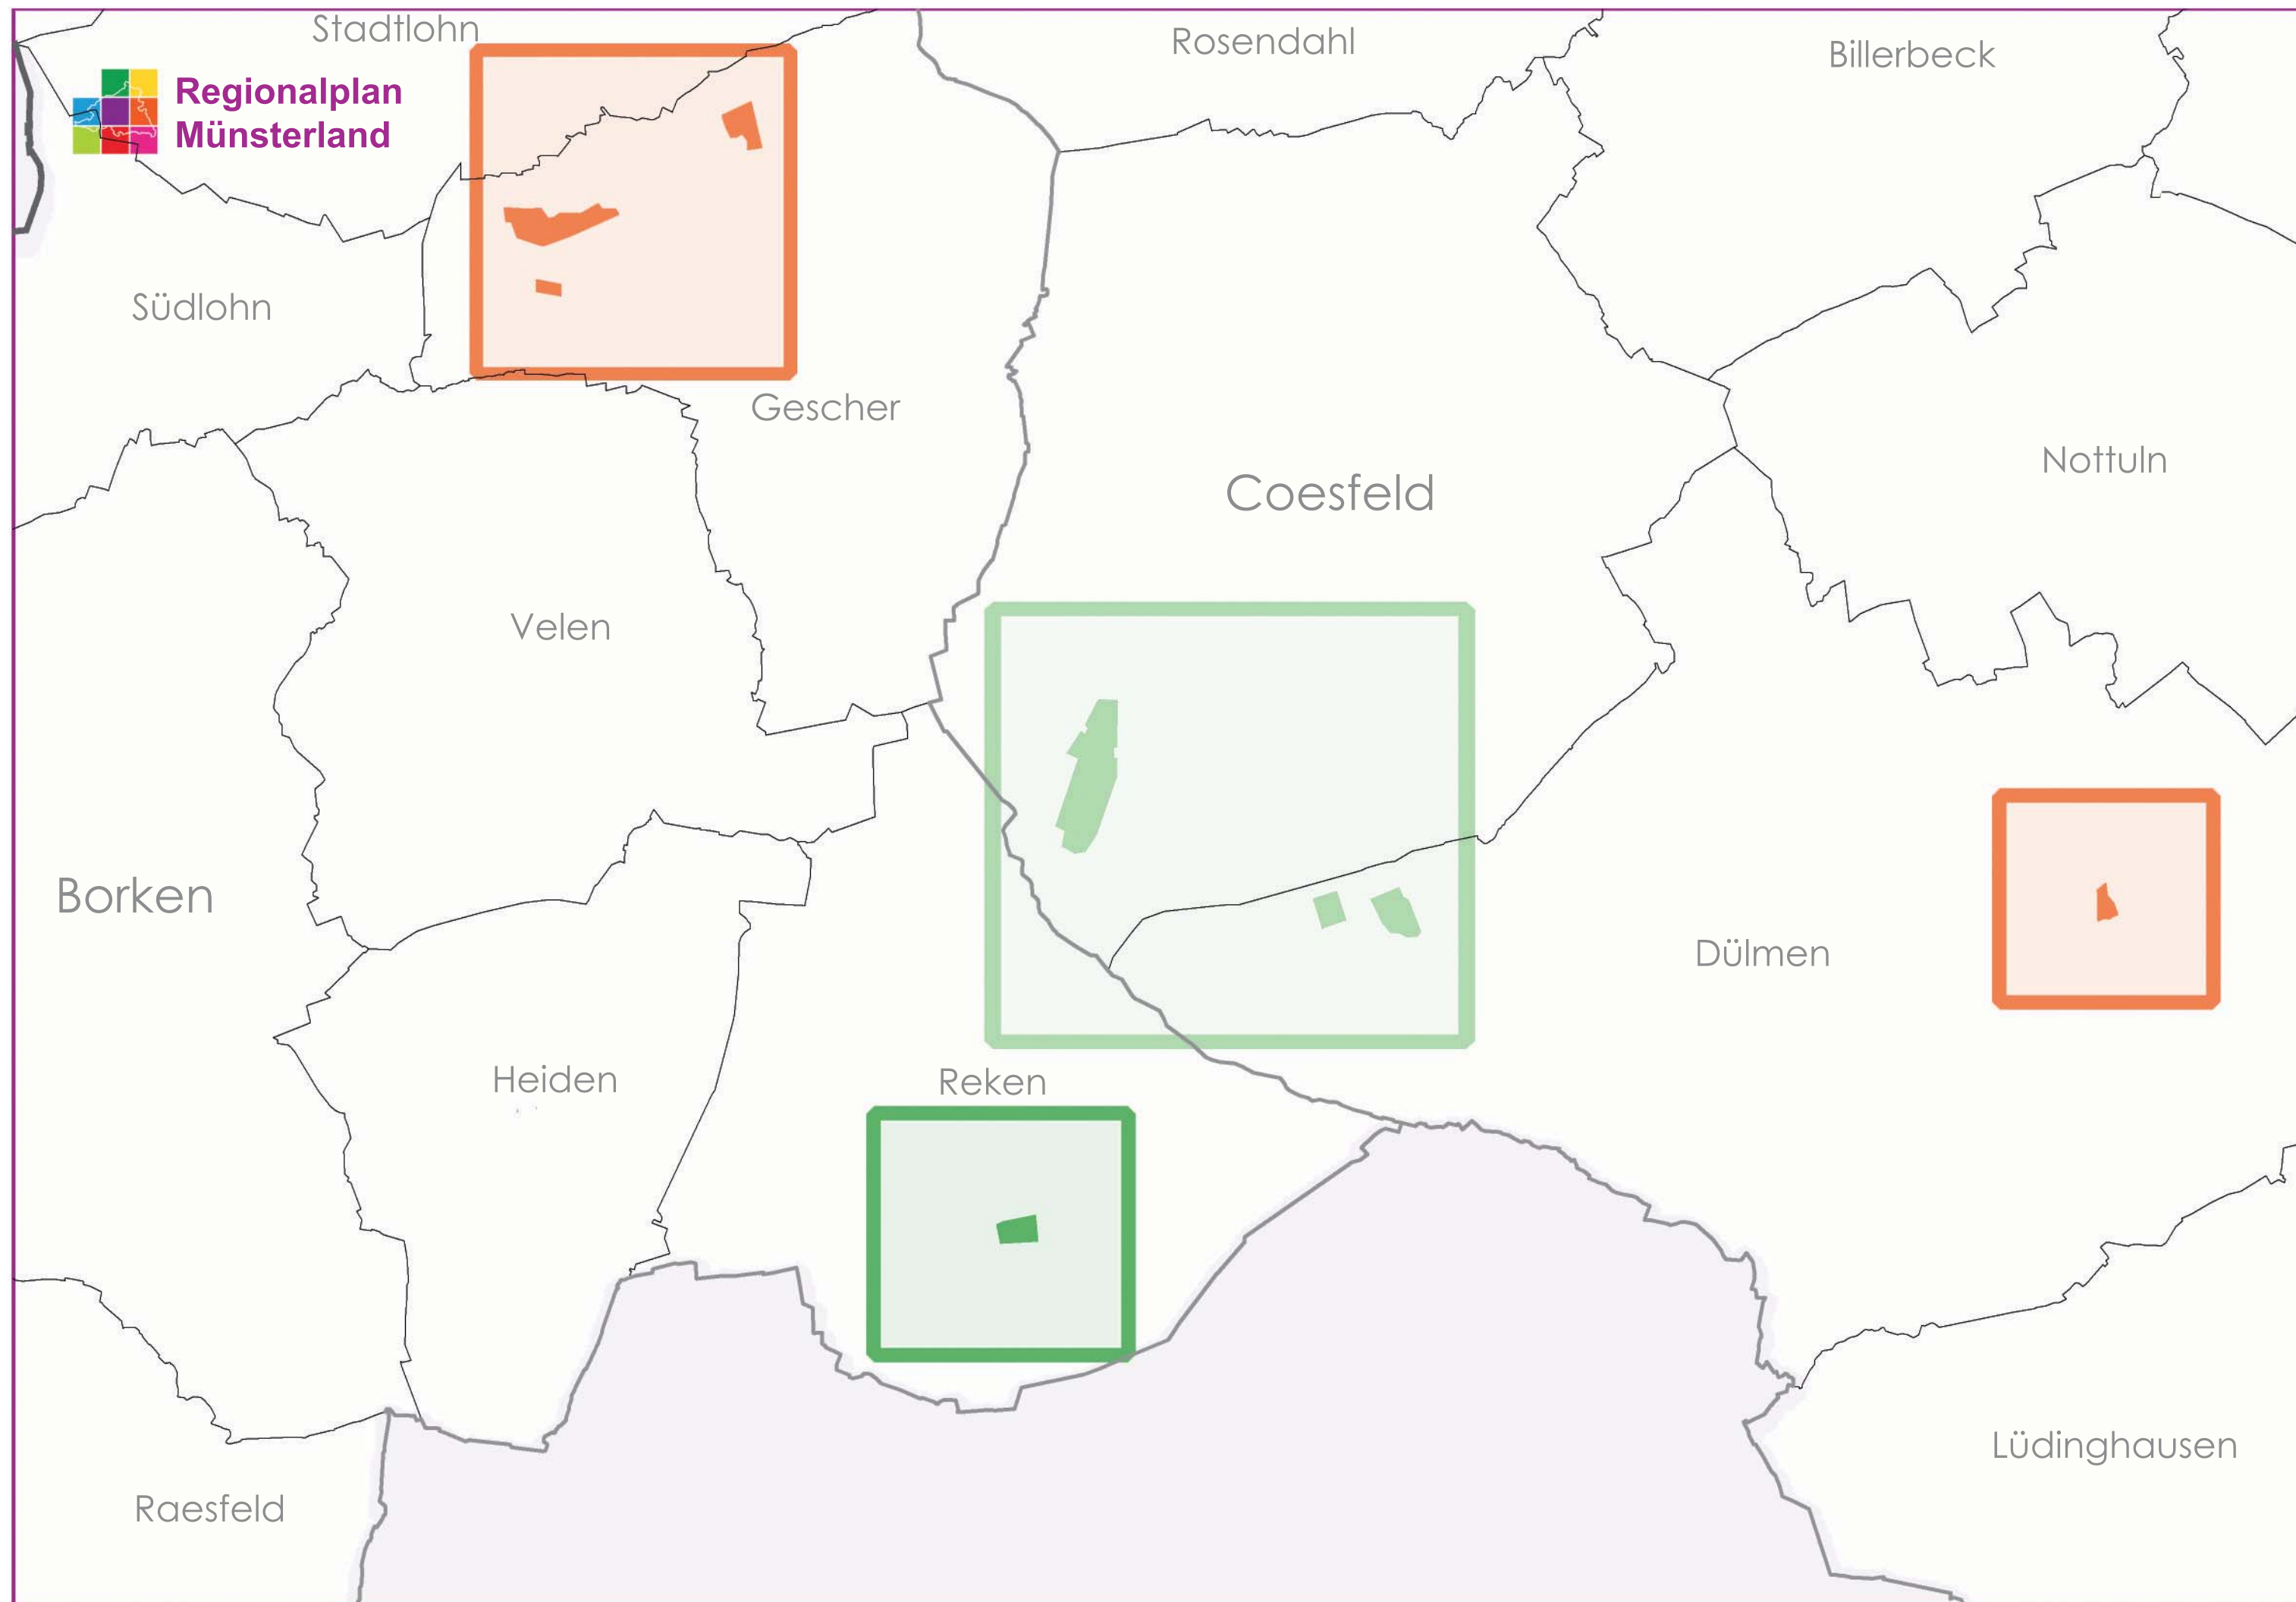 Stadtlohn
Rosendahl
Billerbeck
Regionalplan
Münsterland
Südlohn
Gescher
Nottuln
Coesfeld
Velen
Borken
Dülmen
Heiden
Reken
Lüdinghausen
Raesfeld